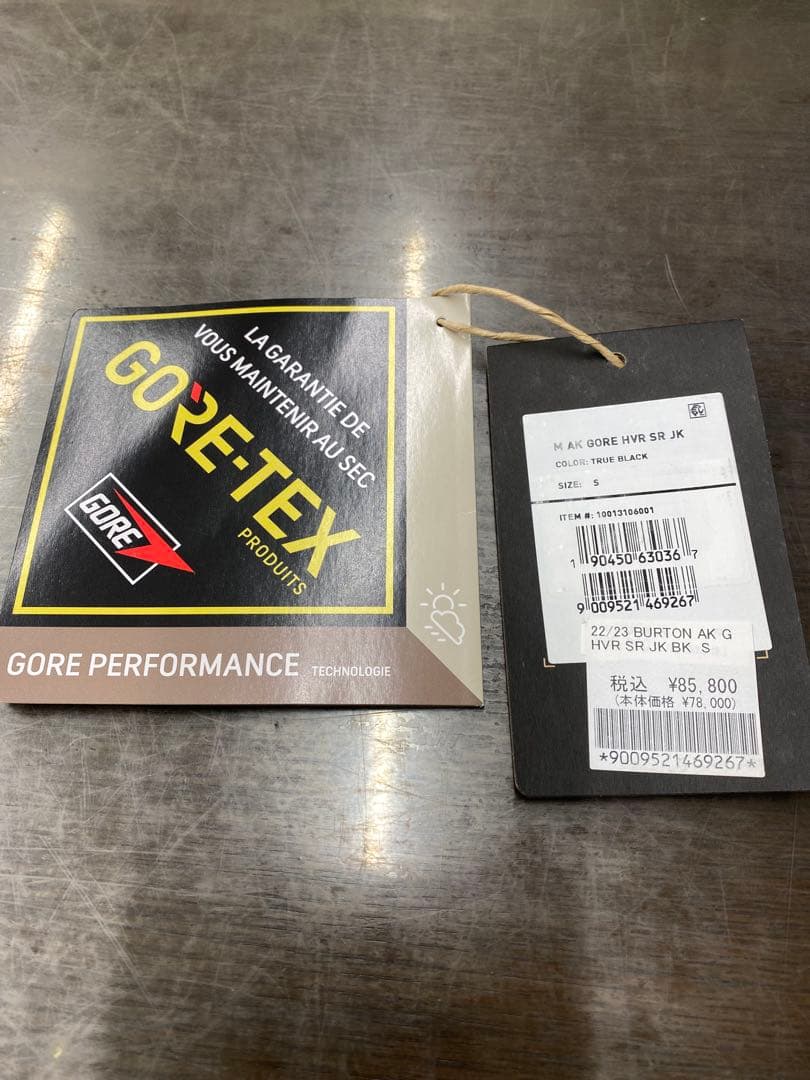 LA GARANTIE DE
VOUS MAINTENIR AU SEC
GORE-TEX
PRODUITS
GORE
GORE PERFORMANCE TECHNOLOGIE
M AK GORE HVR SR JK
COLOR: TRUE BLACK
SIZE: S
ITEM #: 10013106001
1 90450 63036 7
9 009521 469267
22/23 BURTON AK G
HVR SR JK BK S
税込 ¥85,800
(本体価格 ¥78,000)
*9009521469267*